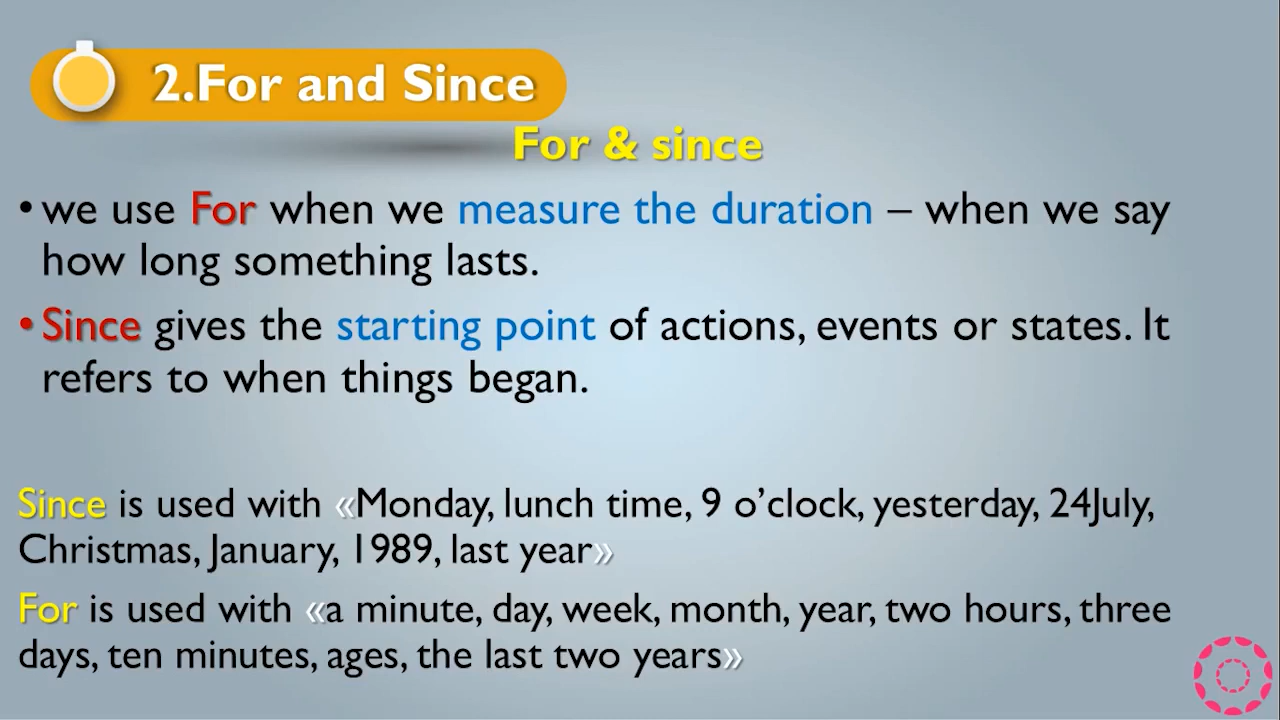 2.For and Since
For & since
• we use For when we measure the duration – when we say
how long something lasts.
• Since gives the starting point of actions, events or states. It
refers to when things began.
Since is used with «Monday, lunch time, 9 o’clock, yesterday, 24July,
Christmas, January, 1989, last year»
For is used with «a minute, day, week, month, year, two hours, three
days, ten minutes, ages, the last two years»